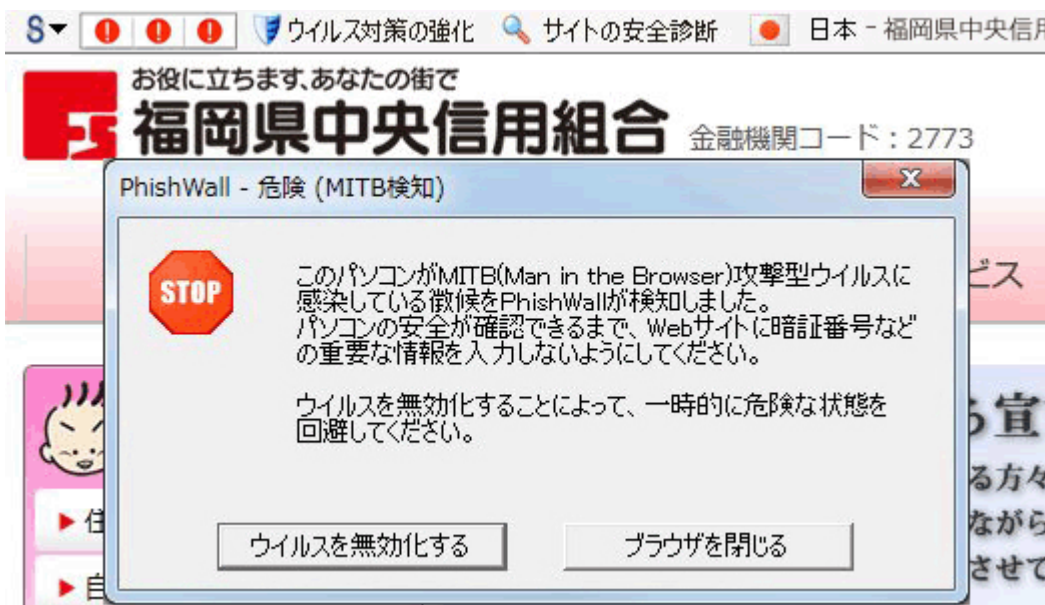 S
ウイルス対策の強化 サイトの安全診断 日本 - 福岡県中央信用
お役に立ちます、あなたの街で
福岡県中央信用組合 金融機関コード:2773
PhishWall - 危険 (MITB検知)
x
STOP
このパソコンがMITB(Man in the Browser)攻撃型ウイルスに
感染している徴候をPhishWallが検知しました。
パソコンの安全が確認できるまで、Webサイトに暗証番号など
の重要な情報を入力しないようにしてください。
ウイルスを無効化することによって、一時的に危険な状態を
回避してください。
ウイルスを無効化する ブラウザを閉じる
ビス
宣
る方々
ながら
させて
住
自